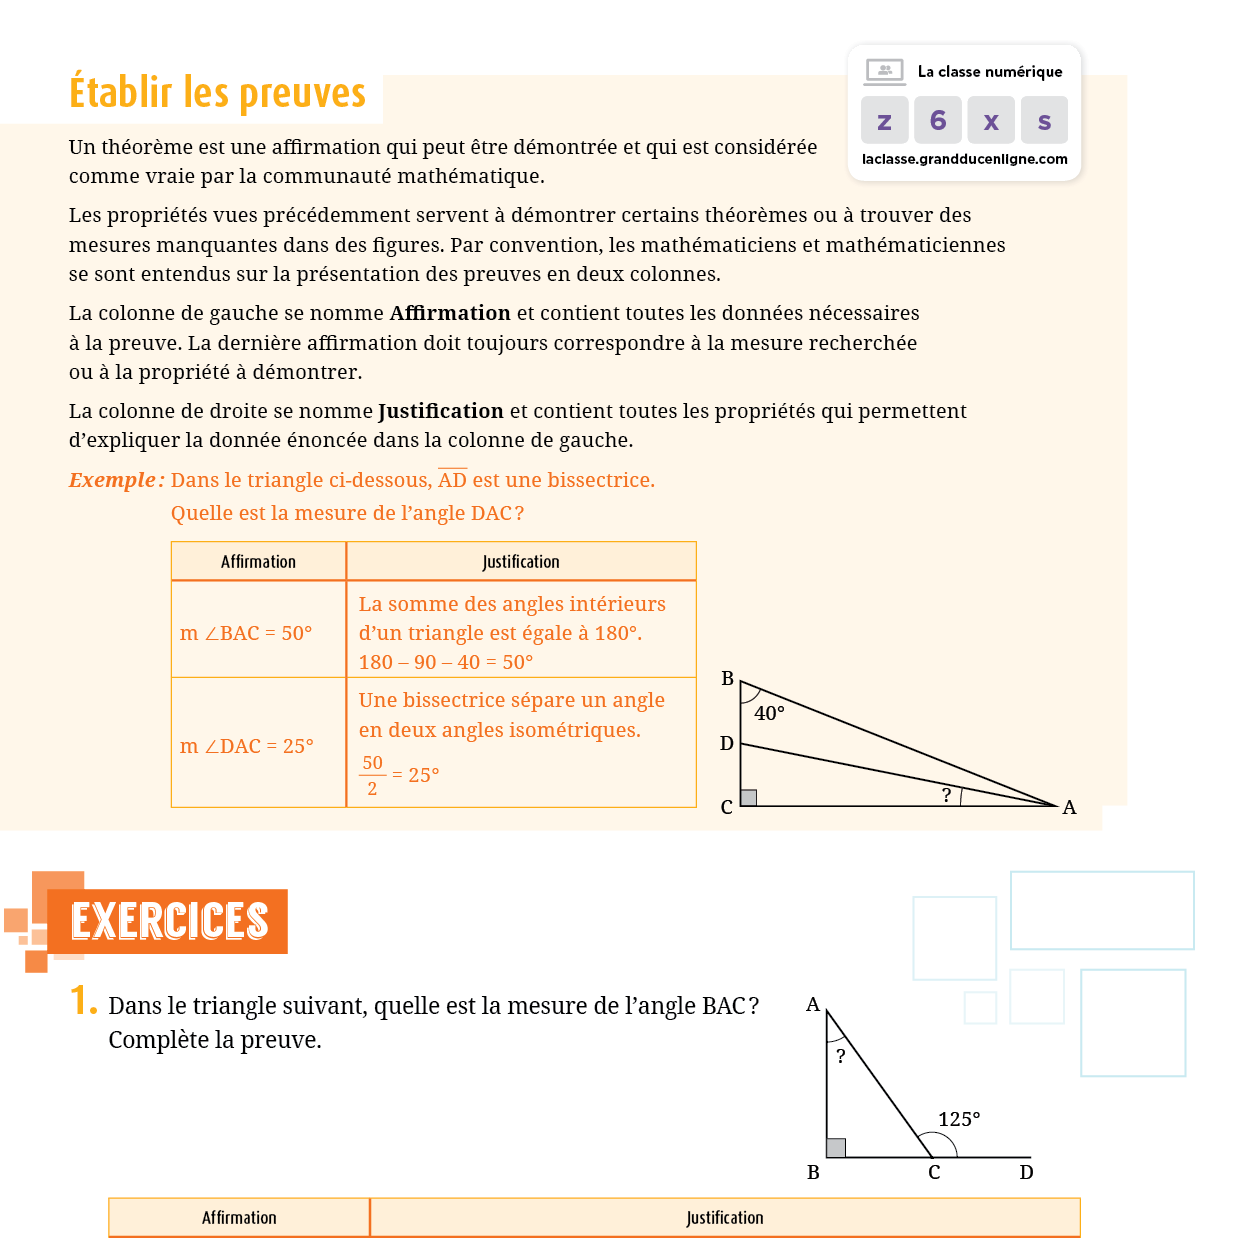 Établir les preuves
La classe numérique
z 6 x s
laclasse.grandducenligne.com
Un théorème est une affirmation qui peut être démontrée et qui est considérée
comme vraie par la communauté mathématique.
Les propriétés vues précédemment servent à démontrer certains théorèmes ou à trouver des
mesures manquantes dans des figures. Par convention, les mathématiciens et mathématiciennes
se sont entendus sur la présentation des preuves en deux colonnes.
La colonne de gauche se nomme Affirmation et contient toutes les données nécessaires
à la preuve. La dernière affirmation doit toujours correspondre à la mesure recherchée
ou à la propriété à démontrer.
La colonne de droite se nomme Justification et contient toutes les propriétés qui permettent
d’expliquer la donnée énoncée dans la colonne de gauche.
Exemple : Dans le triangle ci-dessous, A̅D̅ est une bissectrice.
Quelle est la mesure de l’angle DAC ?
Affirmation Justification
m ∠BAC = 50°
La somme des angles intérieurs
d’un triangle est égale à 180°.
180 – 90 – 40 = 50°
m ∠DAC = 25°
Une bissectrice sépare un angle
en deux angles isométriques.
50/2 = 25°
B
40°
D
?
C
A
EXERCICES
1. Dans le triangle suivant, quelle est la mesure de l’angle BAC ?
Complète la preuve.
A
?
125°
B C D
Affirmation Justification